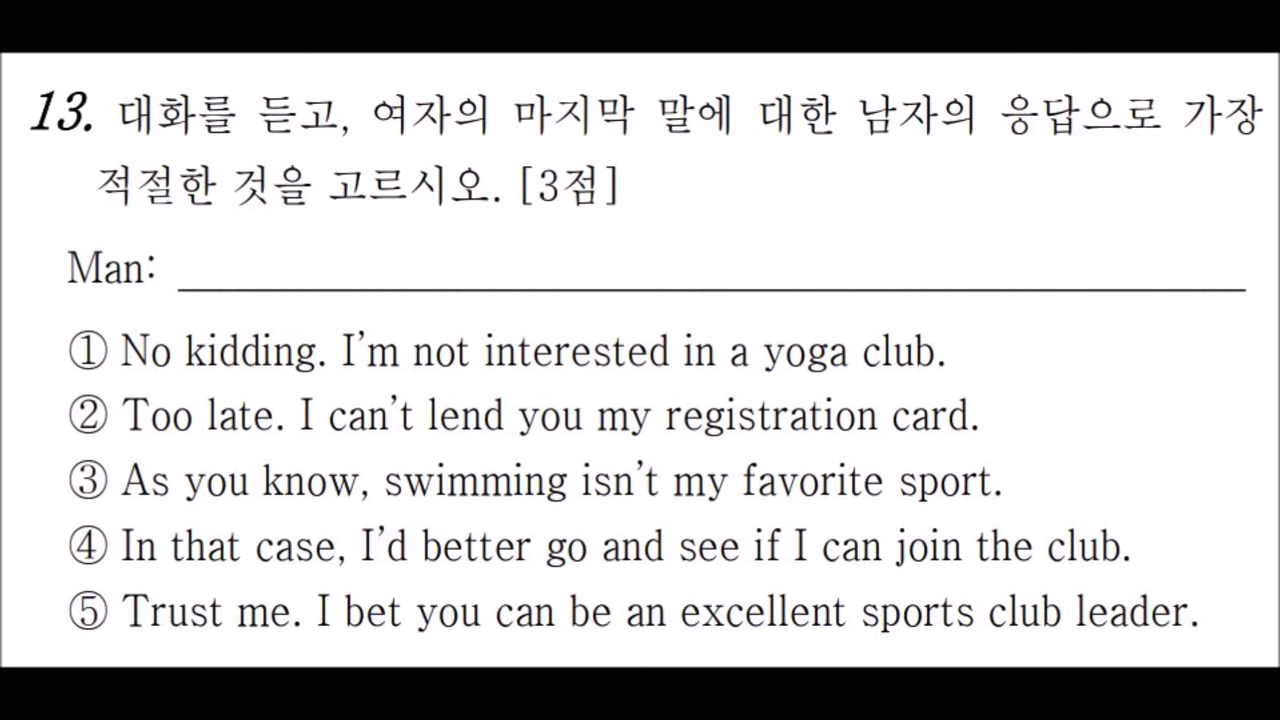 13. 대화를 듣고, 여자의 마지막 말에 대한 남자의 응답으로 가장
적절한 것을 고르시오. [3점]
Man: ______________________________
① No kidding. I’m not interested in a yoga club.
② Too late. I can’t lend you my registration card.
③ As you know, swimming isn’t my favorite sport.
④ In that case, I’d better go and see if I can join the club.
⑤ Trust me. I bet you can be an excellent sports club leader.